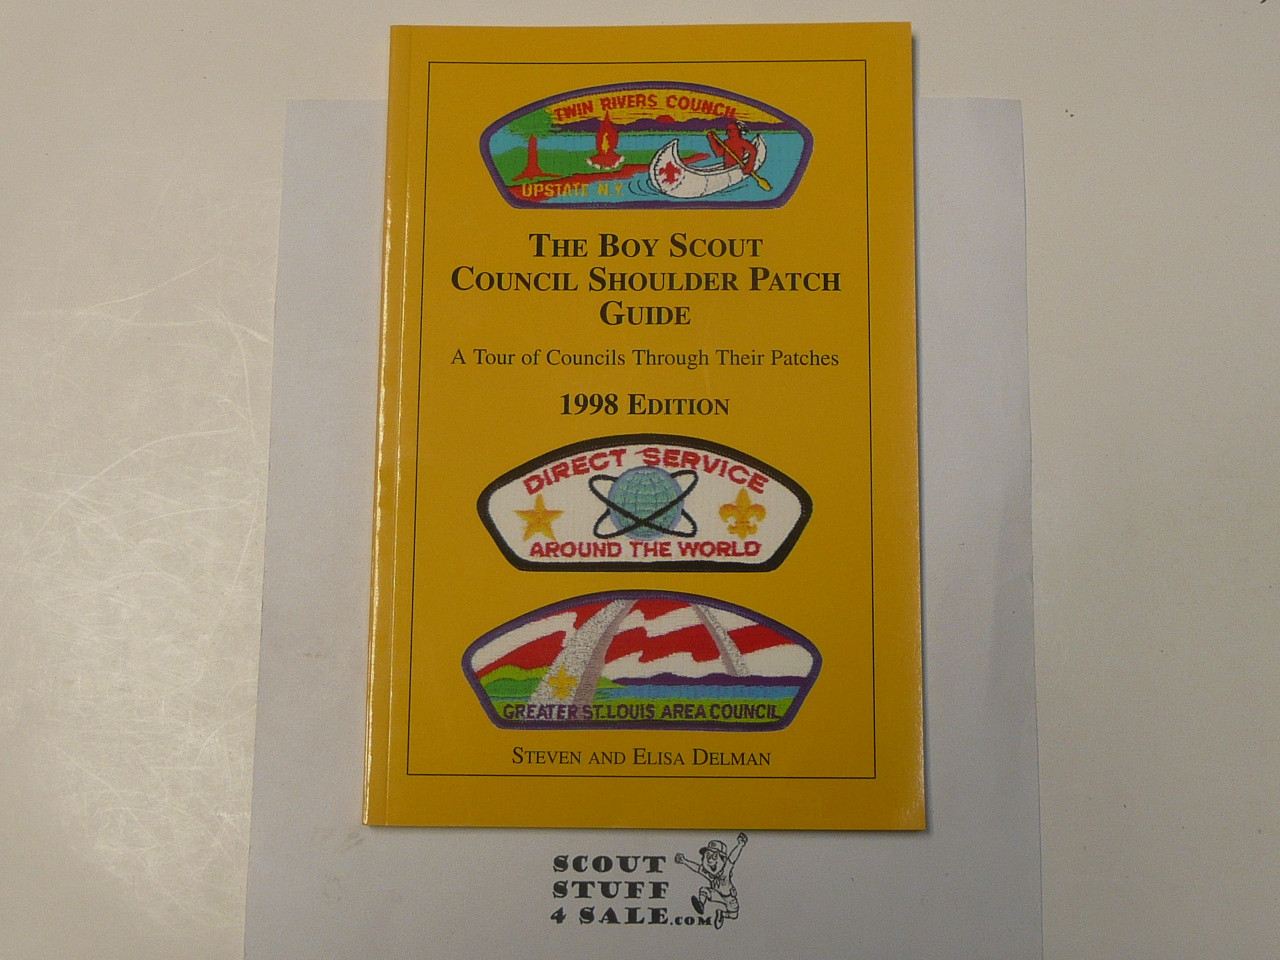 TWIN RIVERS COUNCIL
UPSTATE N.Y.
THE BOY SCOUT
COUNCIL SHOULDER PATCH
GUIDE
A Tour of Councils Through Their Patches
1998 EDITION
DIRECT SERVICE
AROUND THE WORLD
GREATER ST. LOUIS AREA COUNCIL
STEVEN AND ELISA DELMAN
SCOUT
STUFF
4 SALE.COM